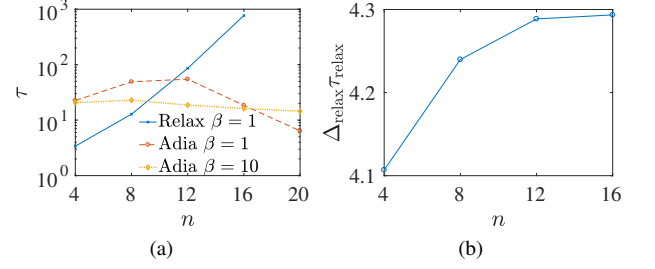 10^3
10^2
10^1
10^0
τ
Relax β = 1
Adia β = 1
Adia β = 10
4 8 12 16 20
n
(a)
4.3
4.2
4.1
Δ_relax τ_relax
4 8 12 16
n
(b)